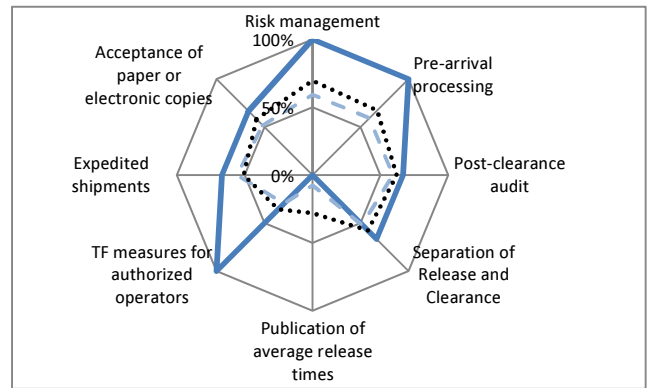 Risk management
100%
Acceptance of
paper or
electronic copies
Pre-arrival
processing
50%
Expedited
shipments
0%
Post-clearance
audit
TF measures for
authorized
operators
Separation of
Release and
Clearance
Publication of
average release
times